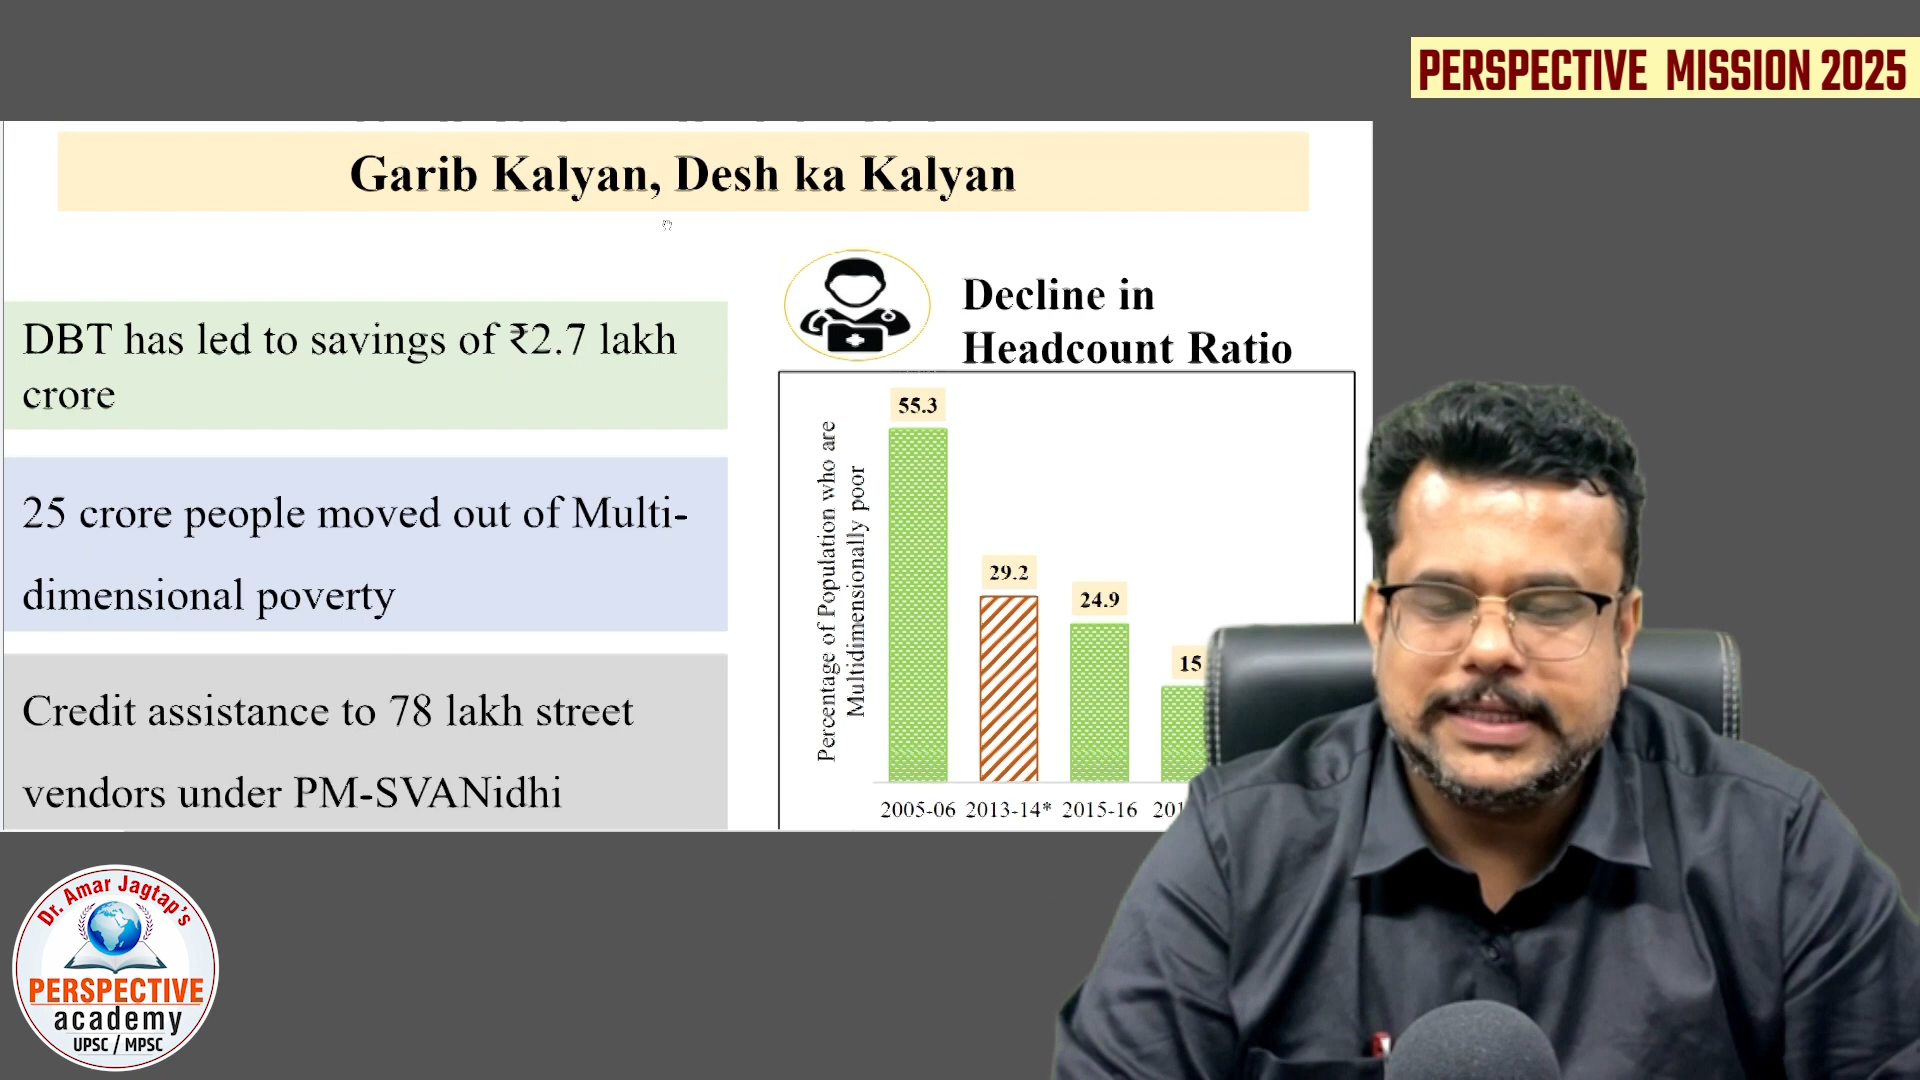 PERSPECTIVE MISSION 2025
Garib Kalyan, Desh ka Kalyan
DBT has led to savings of ₹2.7 lakh
crore
25 crore people moved out of Multi-
dimensional poverty
Credit assistance to 78 lakh street
vendors under PM-SVANidhi
Decline in
Headcount Ratio
Percentage of Population who are
Multidimensionally poor
55.3
29.2
24.9
15
2005-06 2013-14* 2015-16 201
Dr. Amar Jagtap's
PERSPECTIVE
academy
UPSC / MPSC